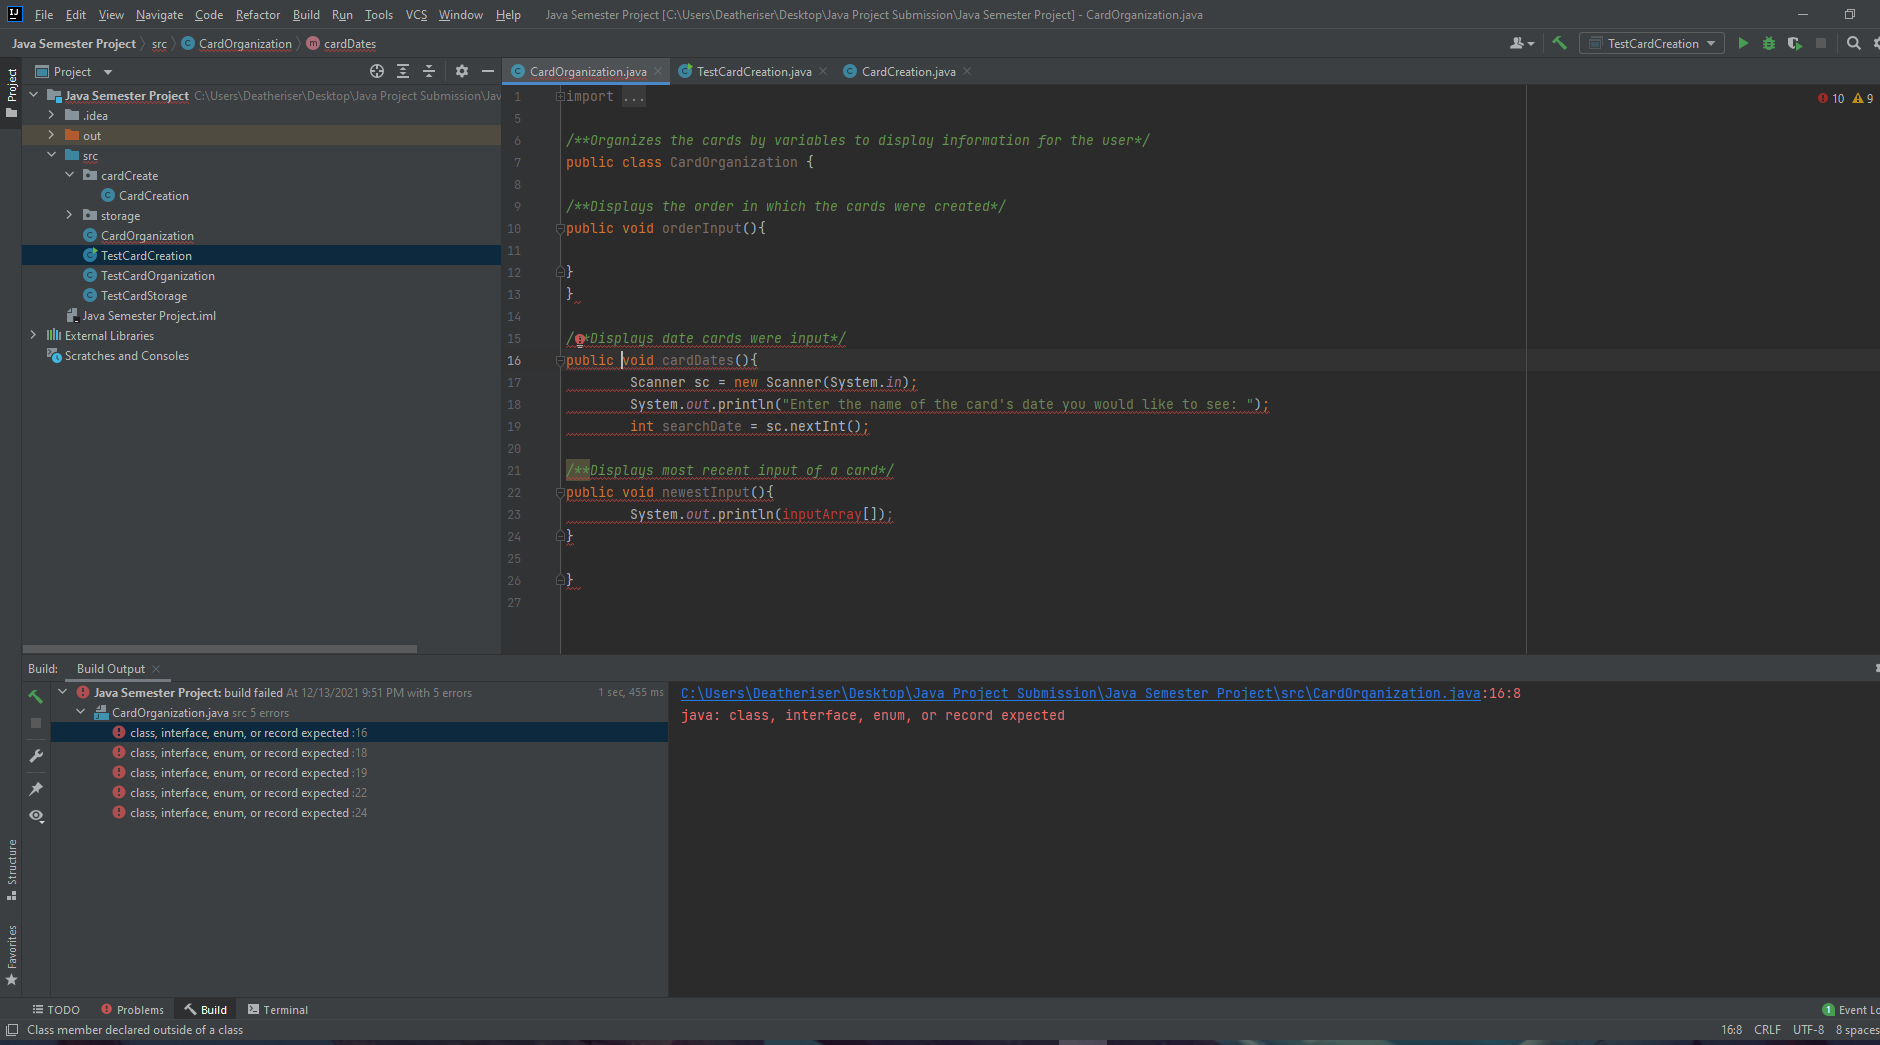 File Edit View Navigate Code Refactor Build Run Tools VCS Window Help Java Semester Project [C:\Users\Deatheriser\Desktop\Java Project Submission\Java Semester Project] - CardOrganization.java
Java Semester Project src CardOrganization cardDates TestCardCreation
Project
Project
CardOrganization.java TestCardCreation.java CardCreation.java
Java Semester Project C:\Users\Deatheriser\Desktop\Java Project Submission\Jav
.idea
out
src
cardCreate
CardCreation
storage
CardOrganization
TestCardCreation
TestCardOrganization
TestCardStorage
Java Semester Project.iml
External Libraries
Scratches and Consoles
10 9
1 import ...
5
6 /**Organizes the cards by variables to display information for the user*/
7 public class CardOrganization {
8
9 /**Displays the order in which the cards were created*/
10 public void orderInput(){
11
12 }
13 }
14
15 /**Displays date cards were input*/
16 public void cardDates(){
17 Scanner sc = new Scanner(System.in);
18 System.out.println("Enter the name of the card's date you would like to see: ");
19 int searchDate = sc.nextInt();
20
21 /**Displays most recent input of a card*/
22 public void newestInput(){
23 System.out.println(inputArray[]);
24 }
25
26 }
27
Build: Build Output
Java Semester Project: build failed At 12/13/2021 9:51 PM with 5 errors 1 sec, 455 ms
CardOrganization.java src 5 errors
class, interface, enum, or record expected :16
class, interface, enum, or record expected :18
class, interface, enum, or record expected :19
class, interface, enum, or record expected :22
class, interface, enum, or record expected :24
C:\Users\Deatheriser\Desktop\Java Project Submission\Java Semester Project\src\CardOrganization.java:16:8
java: class, interface, enum, or record expected
Structure
Favorites
TODO Problems Build Terminal 1 Event Lo
Class member declared outside of a class 16:8 CRLF UTF-8 8 spaces